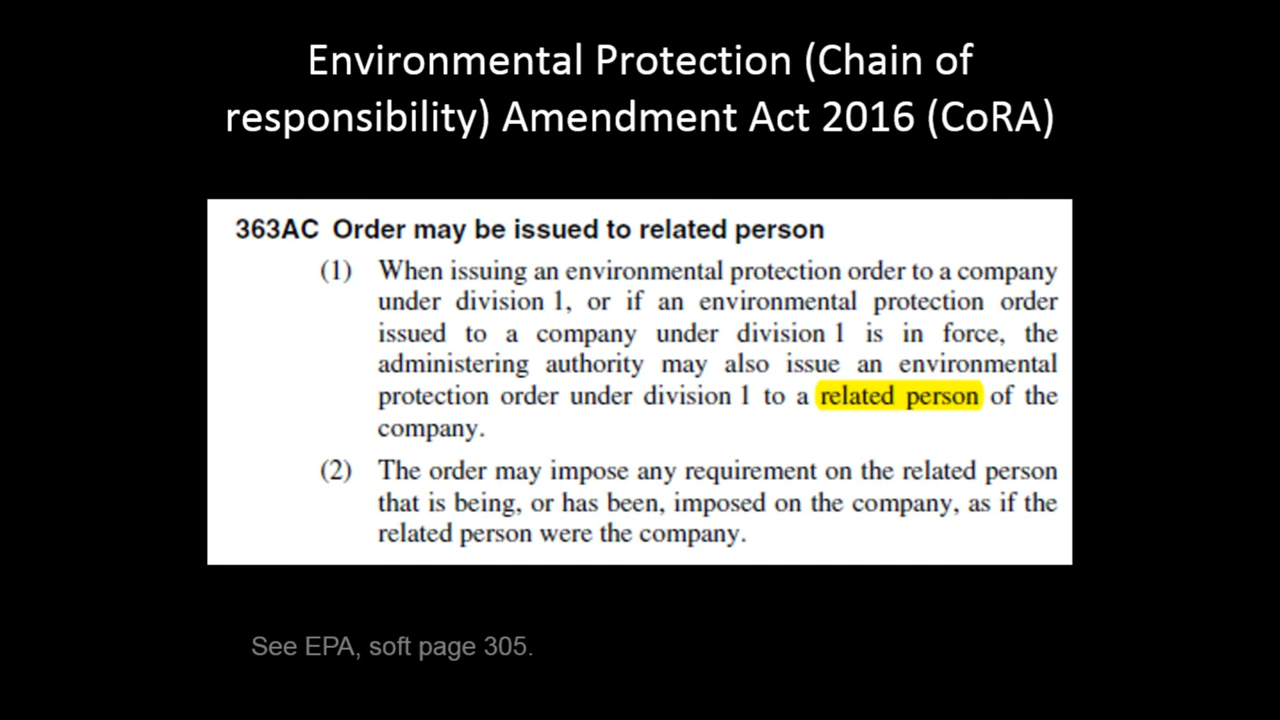 Environmental Protection (Chain of
responsibility) Amendment Act 2016 (CoRA)
363AC Order may be issued to related person
(1) When issuing an environmental protection order to a company
under division 1, or if an environmental protection order
issued to a company under division 1 is in force, the
administering authority may also issue an environmental
protection order under division 1 to a related person of the
company.
(2) The order may impose any requirement on the related person
that is being, or has been, imposed on the company, as if the
related person were the company.
See EPA, soft page 305.